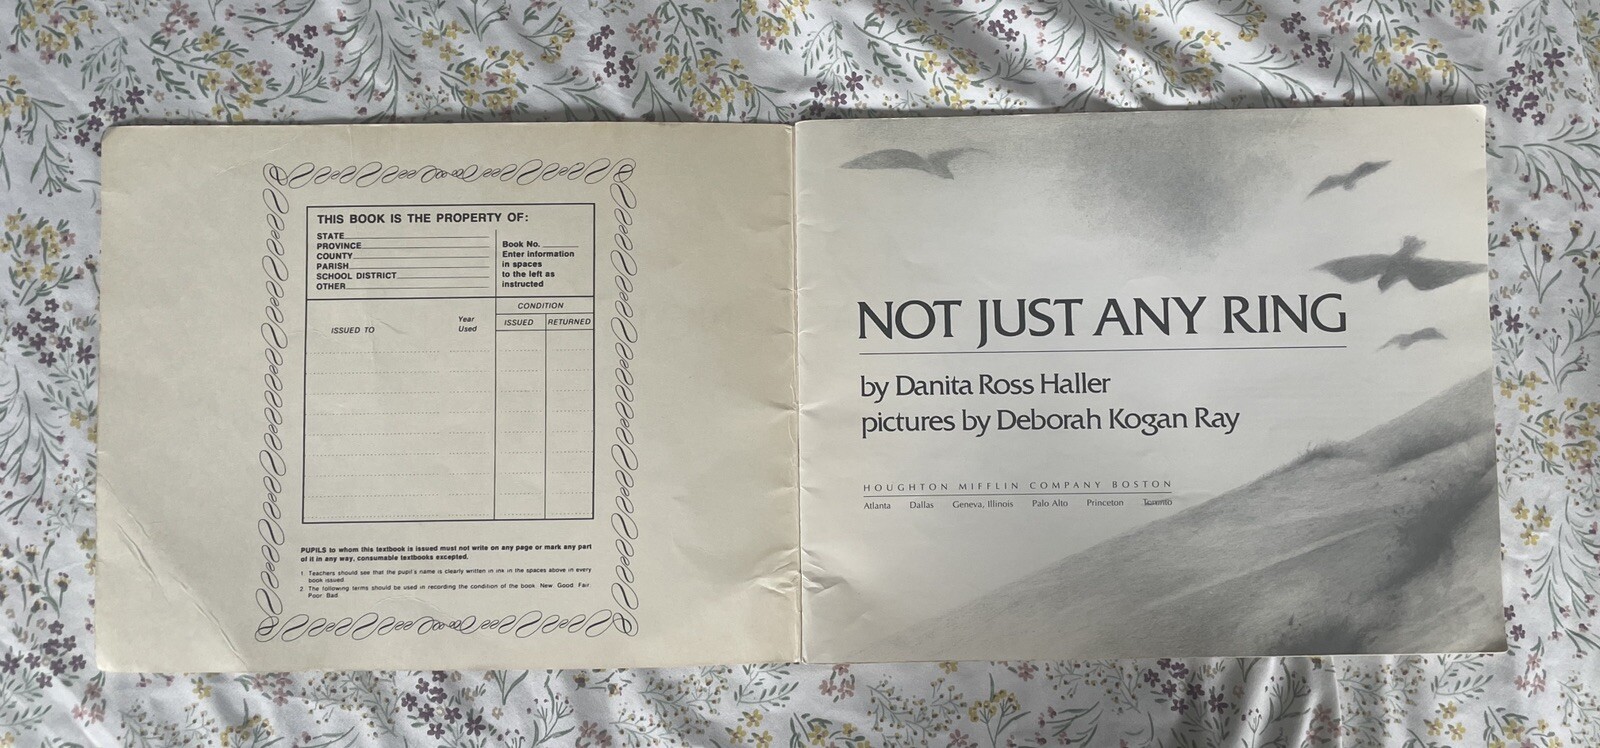 THIS BOOK IS THE PROPERTY OF:
STATE
PROVINCE
COUNTY
PARISH
SCHOOL DISTRICT
OTHER
Book No.
Enter information
in spaces
to the left as
instructed
ISSUED TO
Year
Used
CONDITION
ISSUED
RETURNED
PUPILS to whom this textbook is issued must not write on any page or mark any part
of it in any way, consumable textbooks excepted.
1 Teachers should see that the pupil's name is clearly written in ink in the spaces above in every
book issued
2 The following terms should be used in recording the condition of the book. New: Good: Fair:
Poor: Bad
NOT JUST ANY RING
by Danita Ross Haller
pictures by Deborah Kogan Ray
HOUGHTON MIFFLIN COMPANY BOSTON
Atlanta Dallas Geneva, Illinois Palo Alto Princeton Toronto